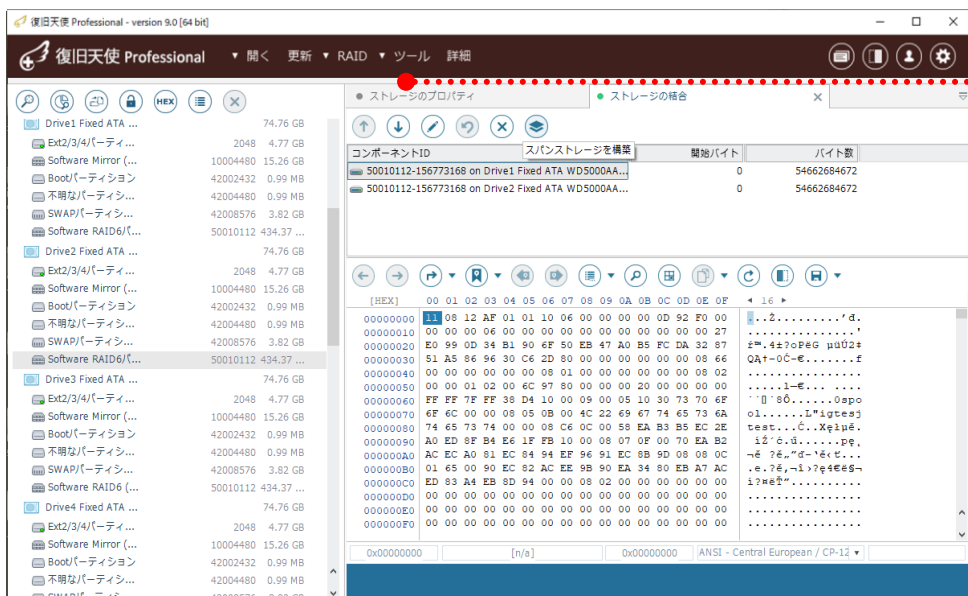 復旧天使 Professional - version 9.0 [64 bit]
復旧天使 Professional ▼ 開く 更新 ▼ RAID ▼ ツール 詳細
HEX
Drive1 Fixed ATA ... 74.76 GB
Ext2/3/4パーティ... 2048 4.77 GB
Software Mirror (... 10004480 15.26 GB
Bootパーティション 42002432 0.99 MB
不明なパーティシ... 42004480 0.99 MB
SWAPパーティシ... 42008576 3.82 GB
Software RAID6パ... 50010112 434.37 ...
Drive2 Fixed ATA ... 74.76 GB
Ext2/3/4パーティ... 2048 4.77 GB
Software Mirror (... 10004480 15.26 GB
Bootパーティション 42002432 0.99 MB
不明なパーティシ... 42004480 0.99 MB
SWAPパーティシ... 42008576 3.82 GB
Software RAID6パ... 50010112 434.37 ...
Drive3 Fixed ATA ... 74.76 GB
Ext2/3/4パーティ... 2048 4.77 GB
Software Mirror (... 10004480 15.26 GB
Bootパーティション 42002432 0.99 MB
不明なパーティシ... 42004480 0.99 MB
SWAPパーティシ... 42008576 3.82 GB
Software RAID6 (... 50010112 434.37 ...
Drive4 Fixed ATA ... 74.76 GB
Ext2/3/4パーティ... 2048 4.77 GB
Software Mirror (... 10004480 15.26 GB
Bootパーティション 42002432 0.99 MB
不明なパーティシ... 42004480 0.99 MB
ストレージのプロパティ
ストレージの結合
コンポーネントID 開始バイト バイト数
スパンストレージを構築
50010112-156773168 on Drive1 Fixed ATA WD5000AA... 0 54662684672
50010112-156773168 on Drive2 Fixed ATA WD5000AA... 0 54662684672
[HEX] 00 01 02 03 04 05 06 07 08 09 0A 0B 0C 0D 0E 0F 16
00000000 11 08 12 AF 01 01 10 06 00 00 00 00 0D 92 F0 00
00000010 00 00 00 06 00 00 00 00 00 00 00 00 00 00 00 27
00000020 E0 99 0D 34 B1 90 6F 50 EB 47 A0 B5 FC DA 32 87
00000030 51 A5 86 96 30 C6 2D 80 00 00 00 00 00 00 08 66
00000040 00 00 00 00 00 00 08 01 00 00 00 00 00 00 08 02
00000050 00 00 01 02 00 6C 97 80 00 00 00 20 00 00 00 00
00000060 FF FF 7F FF 38 D4 10 00 09 00 05 10 30 73 70 6F
00000070 6F 6C 00 00 08 05 0B 00 4C 22 69 67 74 65 73 6A
00000080 74 65 73 74 00 00 08 C6 0C 00 58 EA B3 B5 EC 2E
00000090 A0 ED 8F B4 E6 1F FB 10 00 08 07 0F 00 70 EA B2
000000A0 AC EC A0 81 EC 84 94 EF 96 91 EC 8B 9D 08 08 0C
000000B0 01 65 00 90 EC 82 AC EE 9B 90 EA 34 80 EB A7 AC
000000C0 ED 83 A4 EB 8D 94 00 00 08 02 00 00 00 00 00 00
000000D0 00 00 00 00 00 00 00 00 00 00 00 00 00 00 00 00
000000E0 00 00 00 00 00 00 00 00 00 00 00 00 00 00 00 00
000000F0 00 00 00 00 00 00 00 00 00 00 00 00 00 00 00 00
0x00000000 [n/a] 0x00000000 ANSI - Central European / CP-12